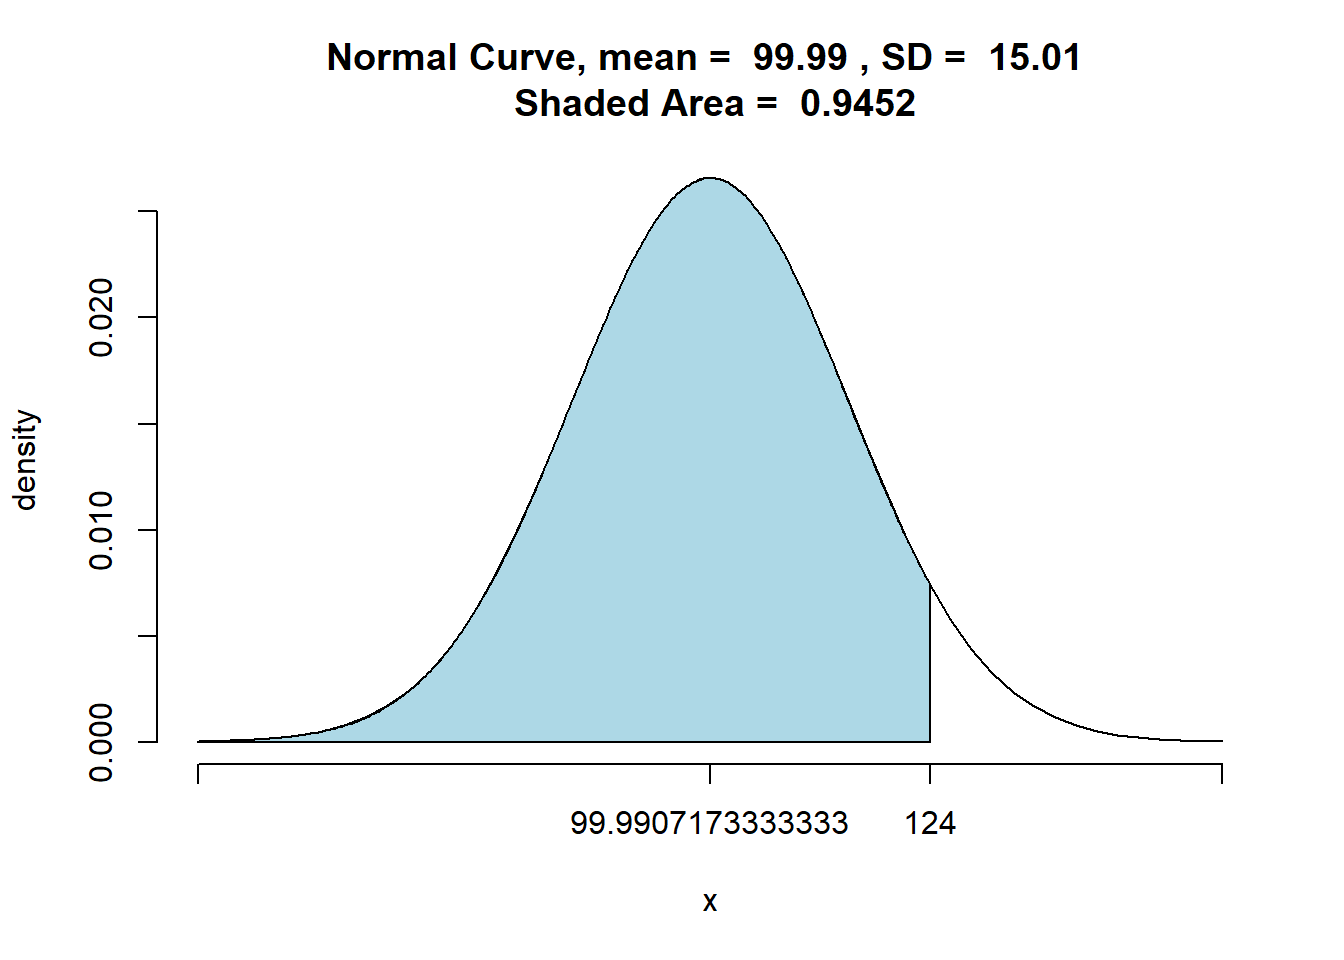 Normal Curve, mean =  99.99 , SD =  15.01
Shaded Area =  0.9452
density
0.020
0.010
0.000
99.9907173333333
124
x